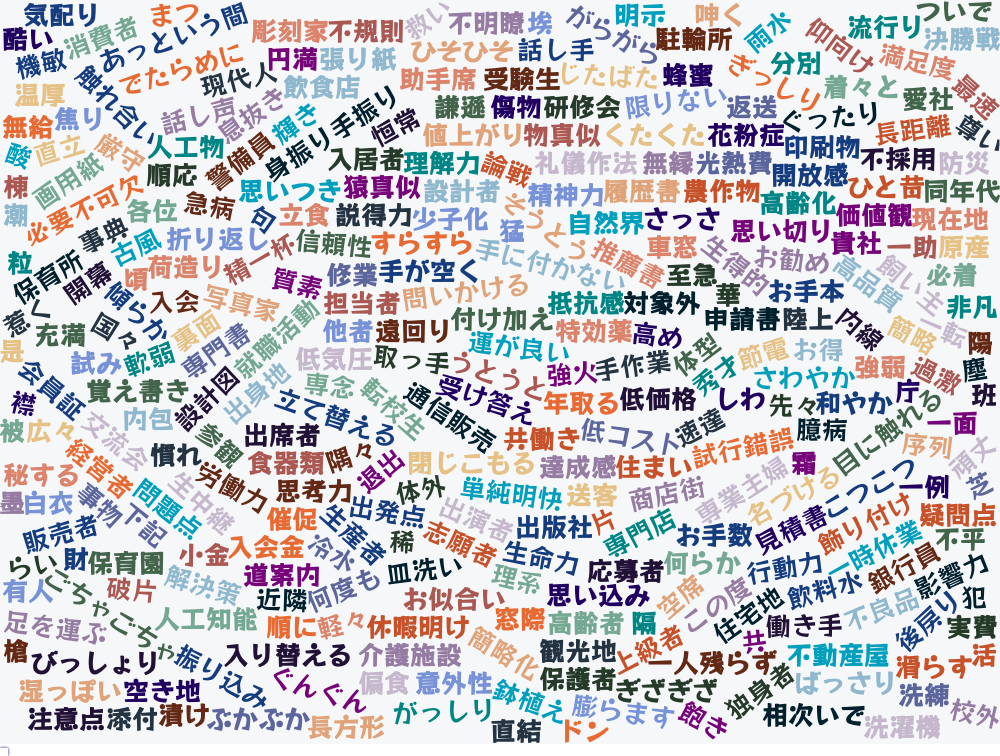 気配り
まつ
あっという間
彫刻家
不規則
救い
不明瞭
埃
がらがら
明示
呻く
雨水
仰向け
流行り
ついで
酷い
機敏
消費者
でたらめに
現代人
円満
張り紙
ひそひそ
話し手
駐輪所
分別
満足度
決勝戦
温厚
触れ合い
飲食店
助手席
受験生
じたばた
蜂蜜
ぎっしり
着々と
愛社
最速
無給
焦り
話し声
息抜き
輝き
身振り手振り
恒常
謙遜
傷物
研修会
限りない
返送
ぐったり
長距離
尊い
酸
直立
厳守
人工物
警備員
入居者
理解力
値上がり
物真似
くたくた
花粉症
印刷物
不採用
防災
棟
画用紙
順応
思いつき
猿真似
設計者
論戦
礼儀作法
無縁
光熱費
開放感
ひと昔
同年代
潮
必要不可欠
各位
急病
句
立食
説得力
少子化
精神力
履歴書
農作物
高齢化
価値観
現在地
粒
保育所
事典
古風
折り返し
精一杯
信頼性
すらすら
猛
そうとう
自然界
さっさ
思い切り
貴社
一助
原産
開幕
頃
荷造り
質素
修業
手が空く
手に付かない
推薦書
車窓
至急
生得的
お勧め
高品質
飼い主
必着
惹く
傾らか
入会
写真家
担当者
問いかける
抵抗感
対象外
華
お手本
非凡
充満
国々
裏面
専門書
就職活動
他者
遠回り
付け加え
特効薬
高め
申請書
陸上
内線
簡略
一転
陽
是
試み
軟弱
低気圧
取っ手
運が良い
手作業
体型
節電
お得
強弱
過激
塵
会員証
覚え書き
設計図
出身地
専念
転校生
うとうと
強火
秀才
さわやか
庁
班
襟
内包
立て替える
通信販売
受け答え
年取る
低価格
しわ
先々
和やか
目に触れる
一面
被
広々
交流会
慣れ
参観
出席者
隅々
共働き
低コスト
速達
試行錯誤
臆病
序列
頑丈
秘する
経営者
問題点
生中継
労働力
食器類
思考力
退出
閉じこもる
達成感
住まい
専業主婦
霜
名づける
こつこつ
一例
芝
墨
白衣
事物
下記
催促
生産者
出発点
体外
単純明快
送客
商店街
見積書
飾り付け
疑問点
販売者
財
保育園
小金
入会金
冷水
稀
志願者
出演者
出版社
片
専門店
お手数
行動力
一時休業
銀行員
不平
らい
有人
ごちゃごちゃ
破片
解決策
道案内
近隣
何度も
皿洗い
理系
生命力
応募者
何らか
空席
この度
飲料水
影響力
足を運ぶ
人工知能
順に
軽々
休暇明け
お似合い
窓際
思い込み
高齢者
隔
上級者
住宅地
共
働き手
不良品
後戻り
犯
実費
槍
びっしょり
振り込み
入り替える
介護施設
簡略化
観光地
一人残らず
不動産屋
滑らす
活
湿っぽい
空き地
ぐんぐん
偏食
意外性
鉢植え
保護者
ぎざぎざ
独身者
ばっさり
洗練
校外
注意点
添付
漬け
ぶかぶか
長方形
がっしり
直結
膨らます
ドン
飽き
相次いで
洗濯機